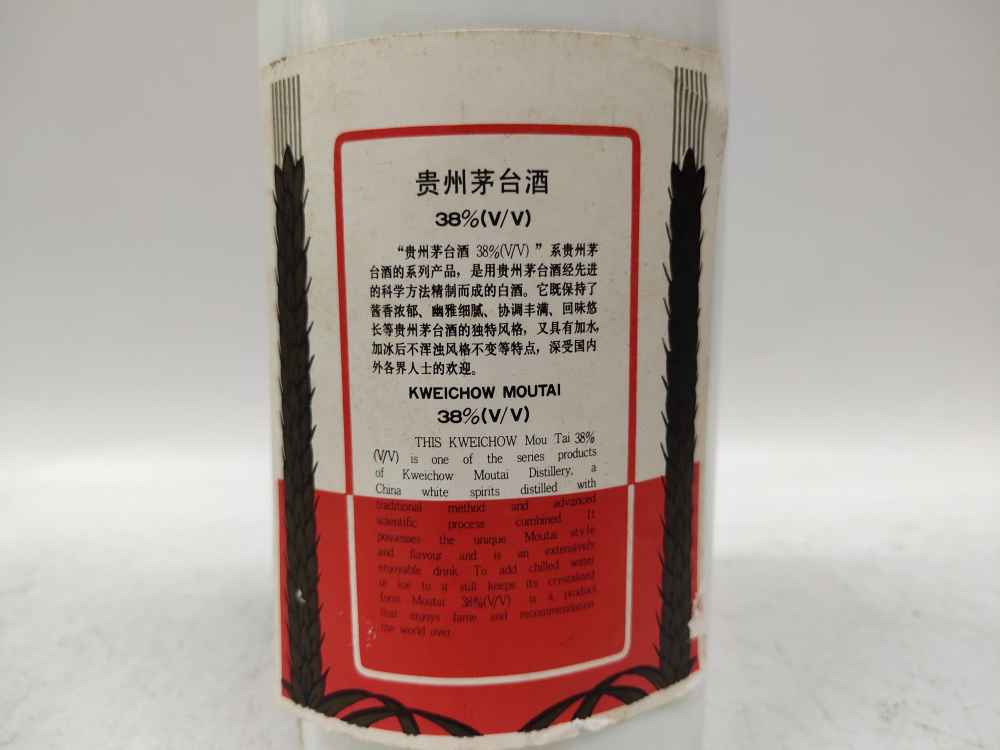 贵州茅台酒
38%(V/V)
“贵州茅台酒 38%(V/V)”系贵州茅
台酒的系列产品，是用贵州茅台酒经先进
的科学方法精制而成的白酒。它既保持了
酱香浓郁、幽雅细腻、协调丰满、回味悠
长等贵州茅台酒的独特风格，又具有加水，
加冰后不浑浊风格不变等特点，深受国内
外各界人士的欢迎。
KWEICHOW MOUTAI
38%(V/V)
THIS KWEICHOW Mou Tai 38%
(V/V) is one of the series products
of Kweichow Moutai Distillery, a
China white spirits distilled with
traditional method and advanced
scientific process combined It
the unique Moutai style
and flavour and is an extensively
enjoyable drink To add chilled water
or ice to it still keeps its crystalized
form Moutai 38%(V/V) is a product
that enjoys fame and recommendation
the world over